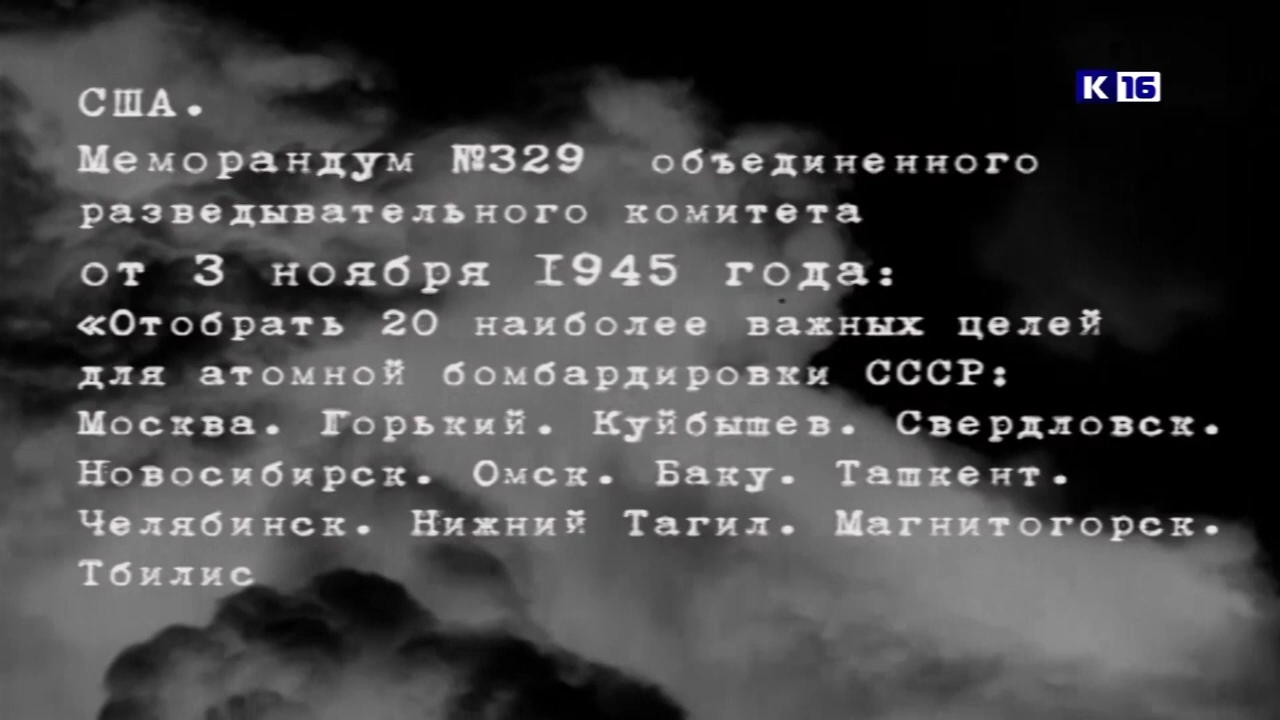 К 16
США.
Меморандум №329 объединенного
разведывательного комитета
от 3 ноября 1945 года:
«Отобрать 20 наиболее важных целей
для атомной бомбардировки СССР:
Москва. Горький. Куйбышев. Свердловск.
Новосибирск. Омск. Баку. Ташкент.
Челябинск. Нижний Тагил. Магнитогорск.
Тбилис